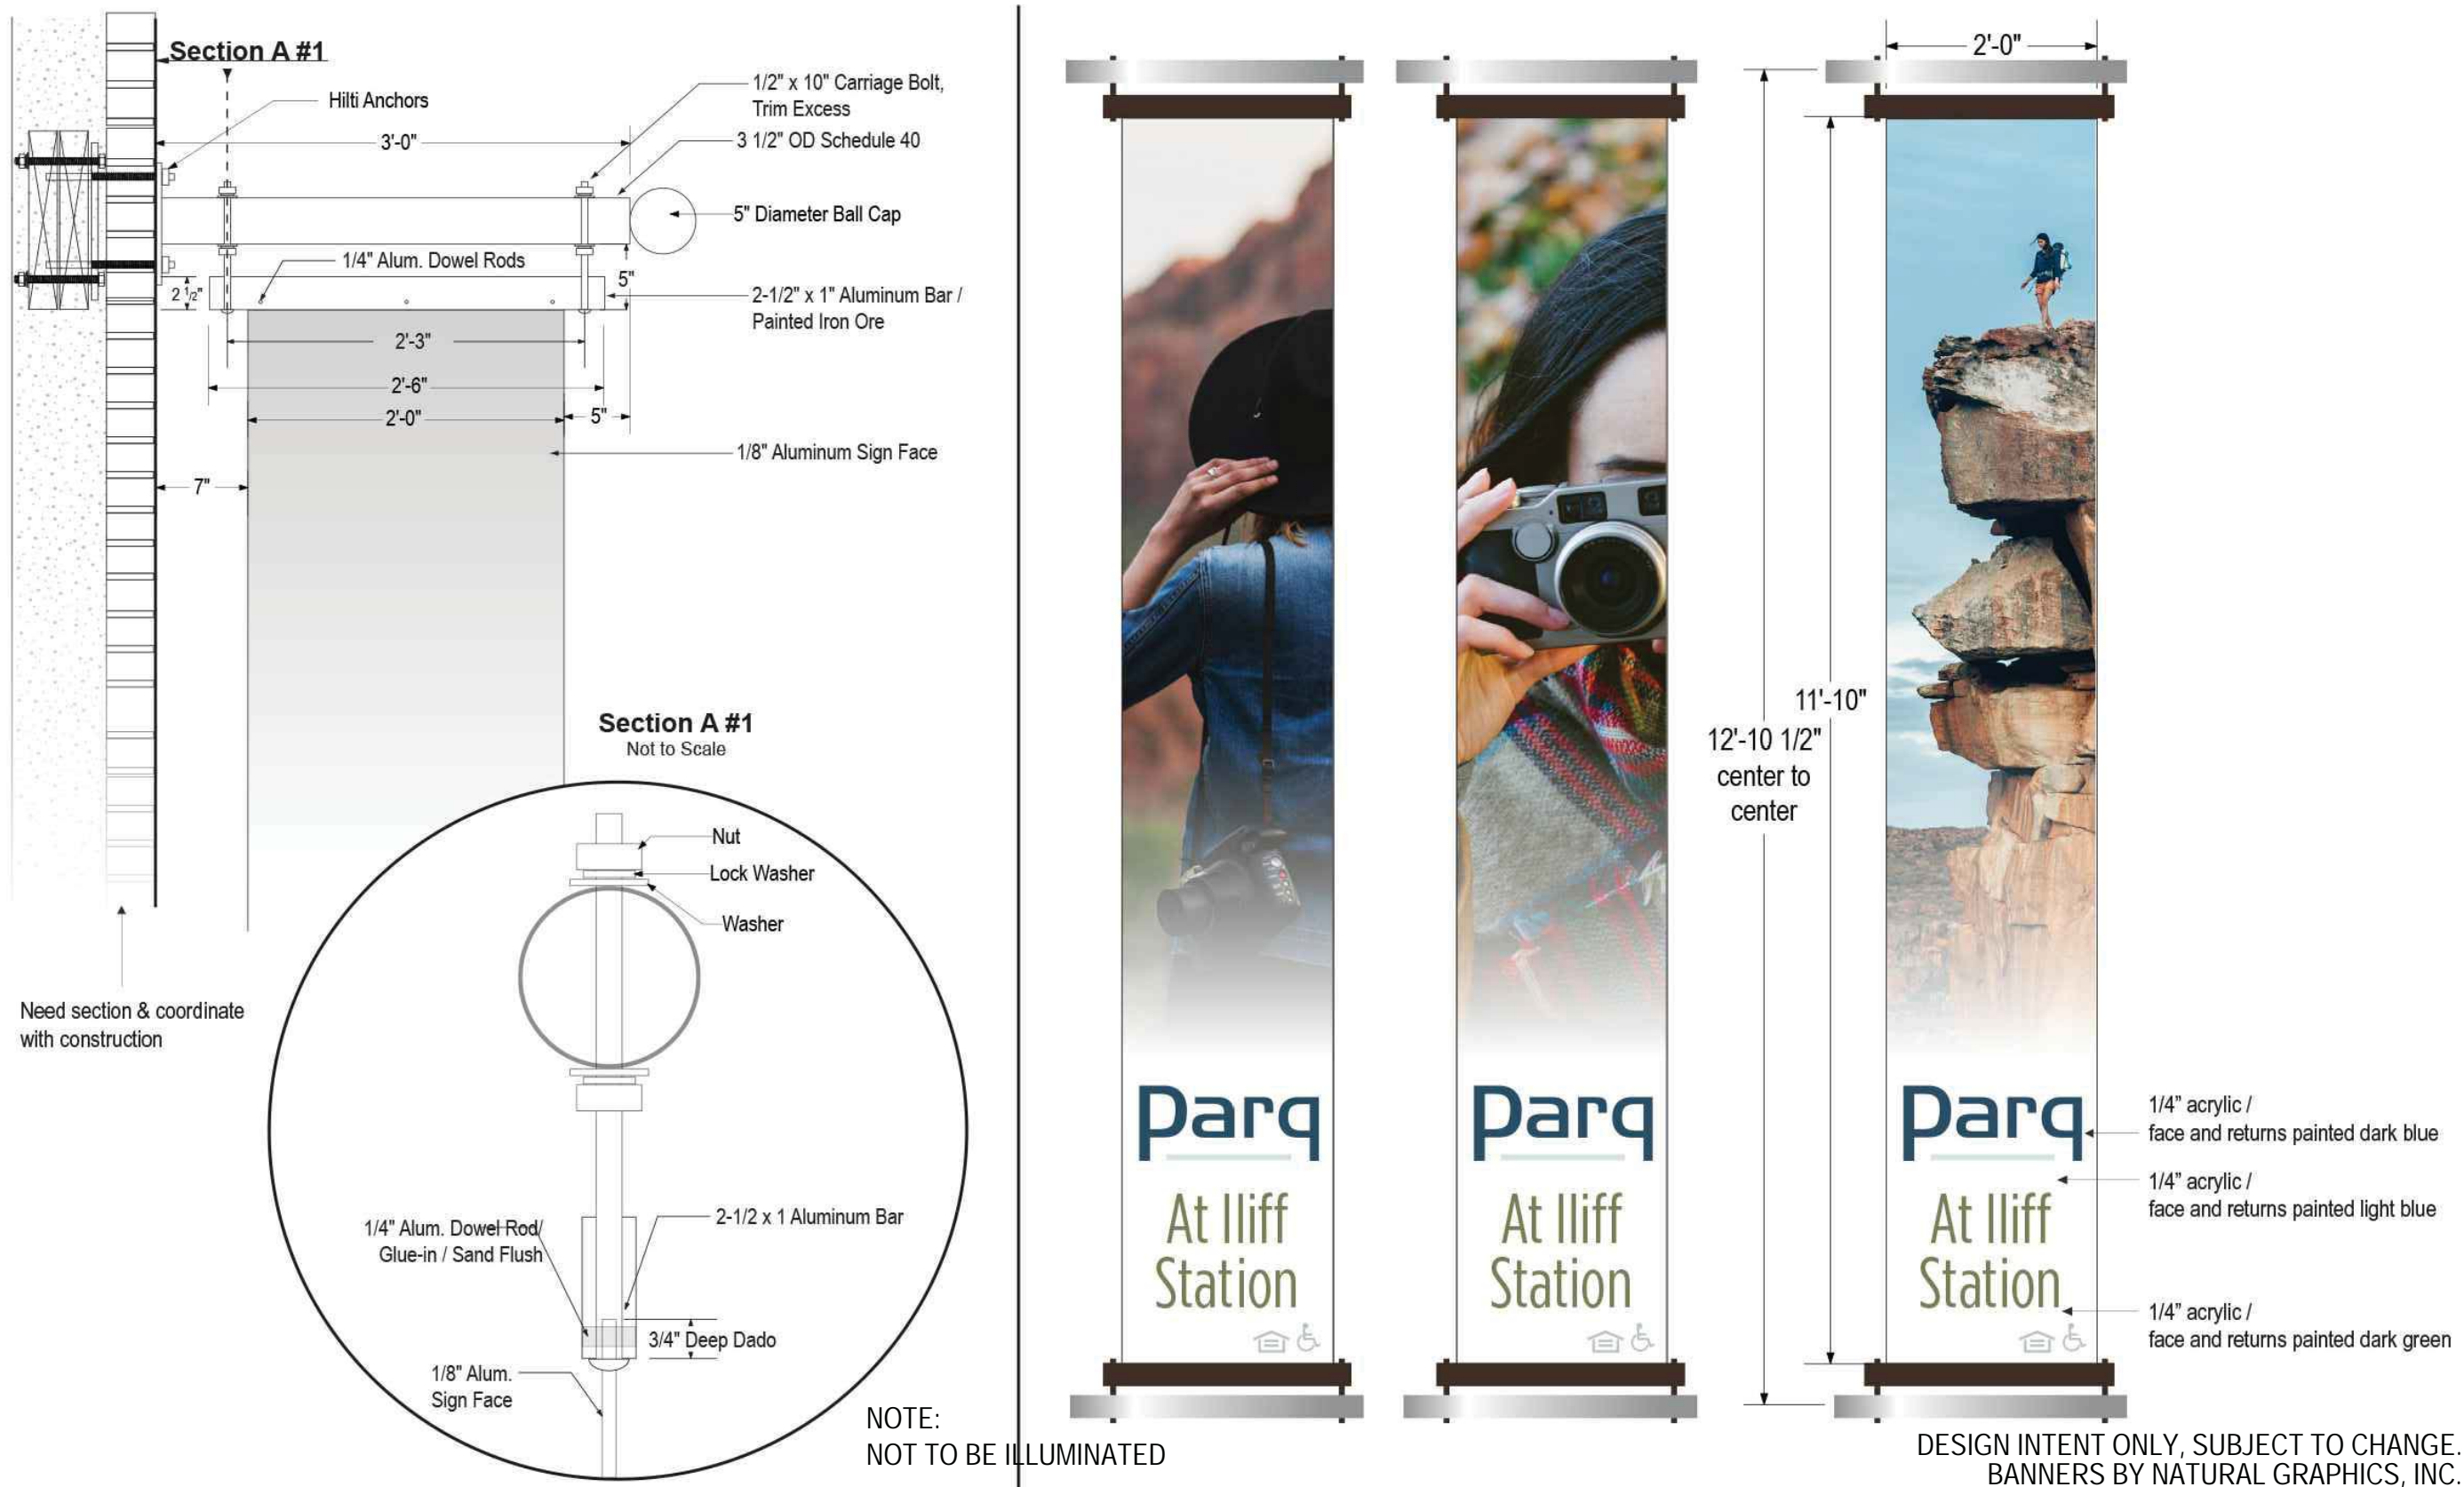 Section A #1
Hilti Anchors
3'-0"
1/2" x 10" Carriage Bolt,
Trim Excess
3 1/2" OD Schedule 40
5" Diameter Ball Cap
1/4" Alum. Dowel Rods
2 1/2"
5"
2-1/2" x 1" Aluminum Bar /
Painted Iron Ore
2'-3"
2'-6"
2'-0"
5"
1/8" Aluminum Sign Face
7"
Section A #1
Not to Scale
Nut
Lock Washer
Washer
Need section & coordinate
with construction
2-1/2 x 1 Aluminum Bar
1/4" Alum. Dowel Rod/
Glue-in / Sand Flush
3/4" Deep Dado
1/8" Alum.
Sign Face
NOTE:
NOT TO BE ILLUMINATED
parq
At Iliff
Station
parq
At Iliff
Station
2'-0"
11'-10"
12'-10 1/2"
center to
center
parq
At Iliff
Station
1/4” acrylic /
face and returns painted dark blue
1/4” acrylic /
face and returns painted light blue
1/4” acrylic /
face and returns painted dark green
DESIGN INTENT ONLY, SUBJECT TO CHANGE.
BANNERS BY NATURAL GRAPHICS, INC.